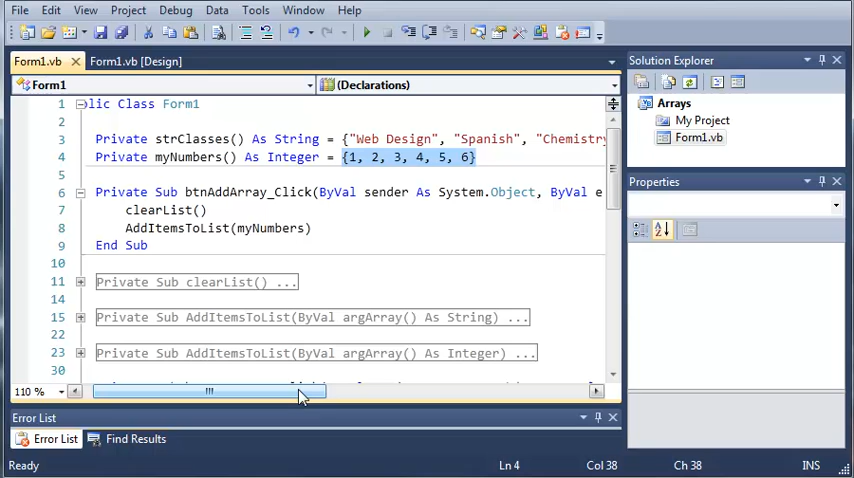 File Edit View Project Debug Data Tools Window Help
Form1.vb Form1.vb [Design]
Form1 (Declarations)
1 lic Class Form1
2
3 Private strClasses() As String = {"Web Design", "Spanish", "Chemistry
4 Private myNumbers() As Integer = {1, 2, 3, 4, 5, 6}
5
6 Private Sub btnAddArray_Click(ByVal sender As System.Object, ByVal e
7 clearList()
8 AddItemsToList(myNumbers)
9 End Sub
10
11 Private Sub clearList() ...
14
15 Private Sub AddItemsToList(ByVal argArray() As String) ...
22
23 Private Sub AddItemsToList(ByVal argArray() As Integer) ...
30
110 %
Solution Explorer
Arrays
My Project
Form1.vb
Properties
Error List
Error List Find Results
Ready Ln 4 Col 38 Ch 38 INS